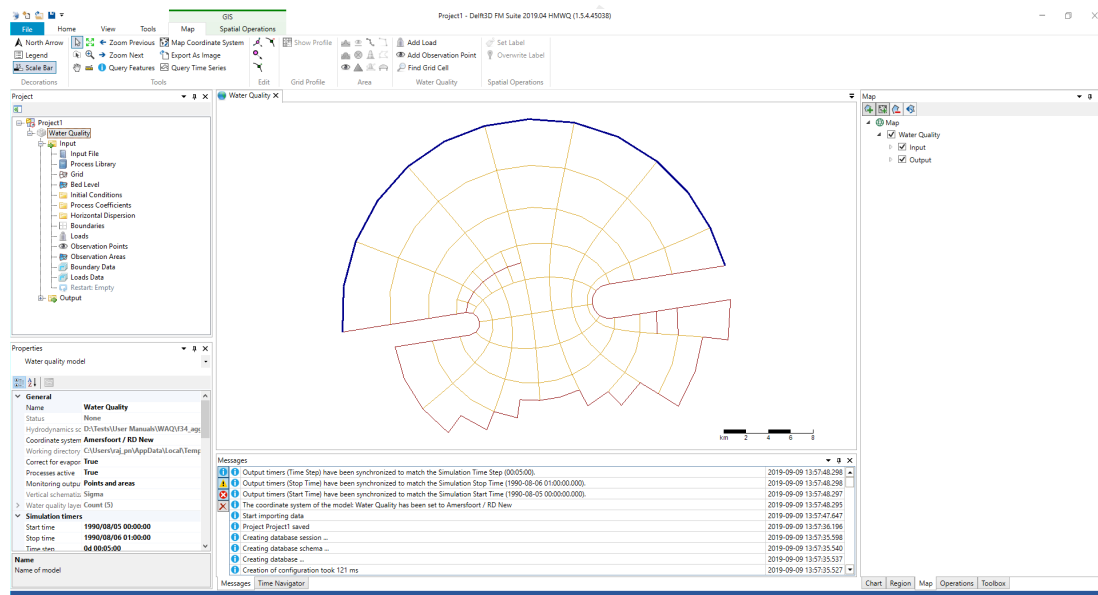 GIS
Project1 - Delft3D FM Suite 2019.04 HMWQ (1.5.4.45038)
File Home View Tools Map Spatial Operations
North Arrow Zoom Previous Map Coordinate System Show Profile Add Load Set Label
Legend Zoom Next Export As Image Add Observation Point Overwrite Label
Scale Bar Query Features Query Time Series Find Grid Cell
Decorations Tools Edit Grid Profile Area Water Quality Spatial Operations
Project
Project1
Water Quality
Input
Input File
Process Library
Grid
Bed Level
Initial Conditions
Process Coefficients
Horizontal Dispersion
Boundaries
Loads
Observation Points
Observation Areas
Boundary Data
Loads Data
Restart: Empty
Output
Properties
Water quality model
General
Name Water Quality
Status None
Hydrodynamics sc D:\Tests\User Manuals\WAQ\f34_agg
Coordinate system Amersfoort / RD New
Working directory C:\Users\raj_pn\AppData\Local\Temp
Correct for evapor True
Processes active True
Monitoring outpu Points and areas
Vertical schematis Sigma
Water quality layer Count (5)
Simulation timers
Start time 1990/08/05 00:00:00
Stop time 1990/08/06 01:00:00
Time step 0d 00:05:00
Name
Name of model
Water Quality
km 2 4 6 8
Messages
Output timers (Time Step) have been synchronized to match the Simulation Time Step (00:05:00). 2019-09-09 13:57:48.298
Output timers (Stop Time) have been synchronized to match the Simulation Stop Time (1990-08-06 01:00:00.000). 2019-09-09 13:57:48.298
Output timers (Start Time) have been synchronized to match the Simulation Start Time (1990-08-05 00:00:00.000). 2019-09-09 13:57:48.297
The coordinate system of the model: Water Quality has been set to Amersfoort / RD New 2019-09-09 13:57:48.295
Start importing data 2019-09-09 13:57:47.647
Project Project1 saved 2019-09-09 13:57:36.196
Creating database session ... 2019-09-09 13:57:35.598
Creating database schema ... 2019-09-09 13:57:35.540
Creating database ... 2019-09-09 13:57:35.537
Creation of configuration took 121 ms 2019-09-09 13:57:35.527
Messages Time Navigator
Map
Map
Water Quality
Input
Output
Chart Region Map Operations Toolbox